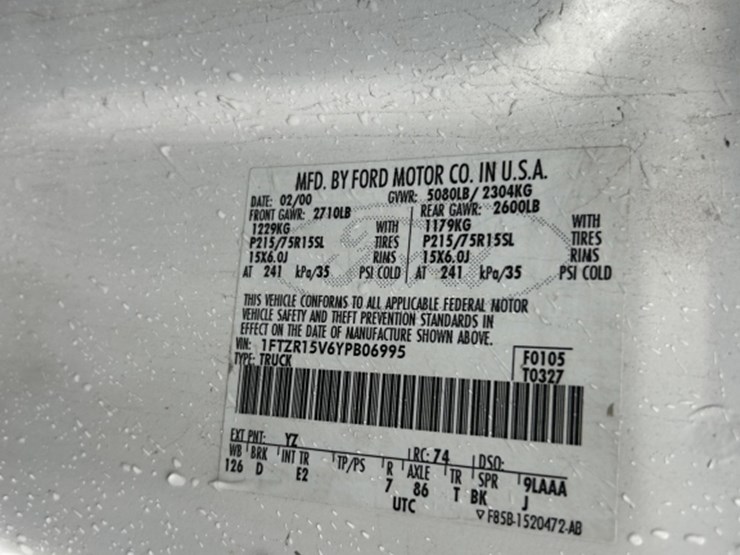 MFD. BY FORD MOTOR CO. IN U.S.A.
DATE: 02/00 GVWR: 5080LB/ 2304KG
FRONT GAWR: 2710LB REAR GAWR: 2600LB
1229KG WITH 1179KG WITH
P215/75R15SL TIRES P215/75R15SL TIRES
15X6.0J RIMS 15X6.0J RIMS
AT 241 kPa/35 PSI COLD AT 241 kPa/35 PSI COLD
THIS VEHICLE CONFORMS TO ALL APPLICABLE FEDERAL MOTOR
VEHICLE SAFETY AND THEFT PREVENTION STANDARDS IN
EFFECT ON THE DATE OF MANUFACTURE SHOWN ABOVE.
VIN: 1FTZR15V6YPB06995 F0105
TYPE: TRUCK T0327
EXT PNT: YZ RC: 74 DSO:
WB BRK INT TR TP/PS R AXLE TR SPR 9LAAA
126 D E2 7 86 T BK J
UTC F85B-1520472-AB